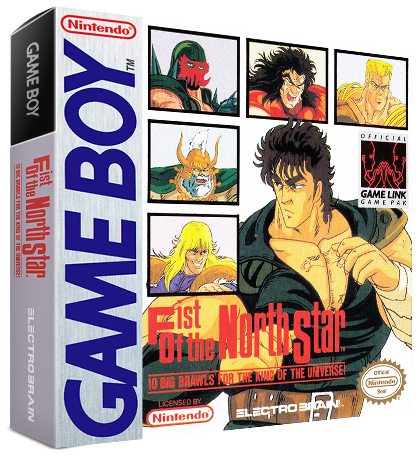 Nintendo
GAME BOY
TM
GAME BOY
Fist
Of the North Star
10 BIG BRAWLS FOR THE KING OF THE UNIVERSE!
ELECTRO BRAIN
OFFICIAL
GAME LINK
GAME PAK
Fist
Of the North Star
10 BIG BRAWLS FOR THE KING OF THE UNIVERSE!
LICENSED BY
Nintendo
ELECTRO BRAIN
Official
Nintendo
Seal